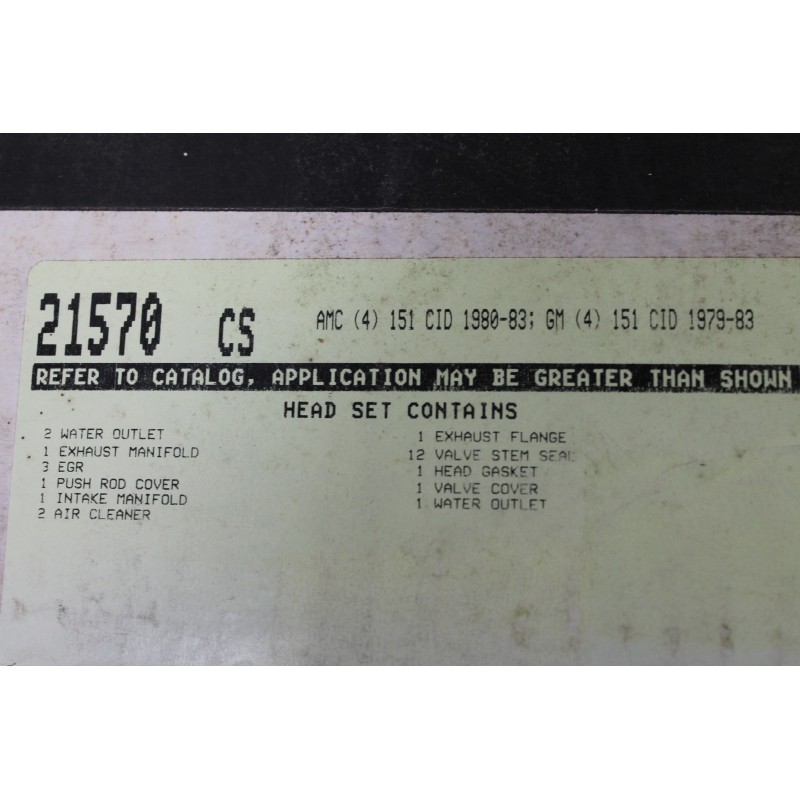 21570 CS AMC (4) 151 CID 1980-83; GM (4) 151 CID 1979-83
REFER TO CATALOG, APPLICATION MAY BE GREATER THAN SHOWN
HEAD SET CONTAINS
2 WATER OUTLET
1 EXHAUST MANIFOLD
3 EGR
1 PUSH ROD COVER
1 INTAKE MANIFOLD
2 AIR CLEANER
1 EXHAUST FLANGE
12 VALVE STEM SEAL
1 HEAD GASKET
1 VALVE COVER
1 WATER OUTLET